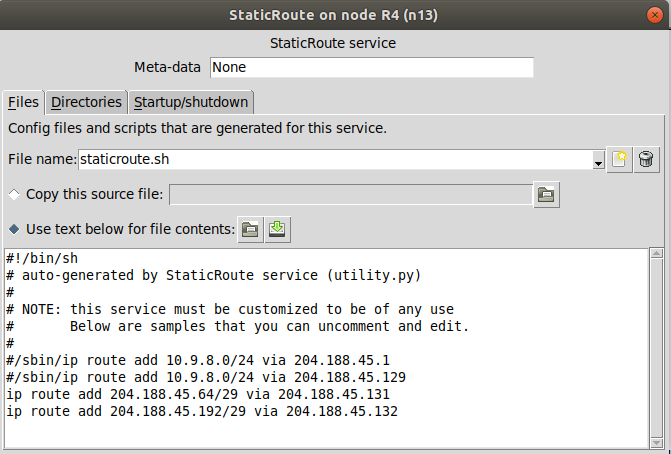 StaticRoute on node R4 (n13)
StaticRoute service
Meta-data None
Files Directories Startup/shutdown
Config files and scripts that are generated for this service.
File name: staticroute.sh
Copy this source file:
Use text below for file contents:
#!/bin/sh
# auto-generated by StaticRoute service (utility.py)
#
# NOTE: this service must be customized to be of any use
#       Below are samples that you can uncomment and edit.
#
#/sbin/ip route add 10.9.8.0/24 via 204.188.45.1
#/sbin/ip route add 10.9.8.0/24 via 204.188.45.129
ip route add 204.188.45.64/29 via 204.188.45.131
ip route add 204.188.45.192/29 via 204.188.45.132